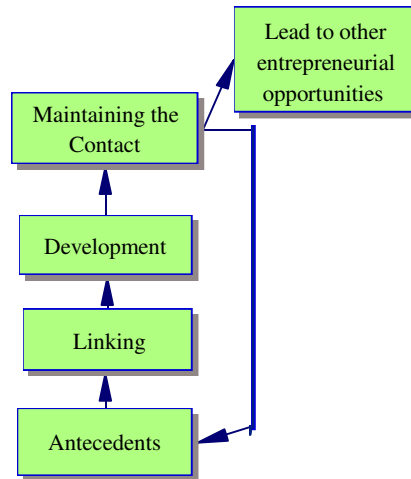 Lead to other
entrepreneurial
opportunities
Maintaining the
Contact
Development
Linking
Antecedents